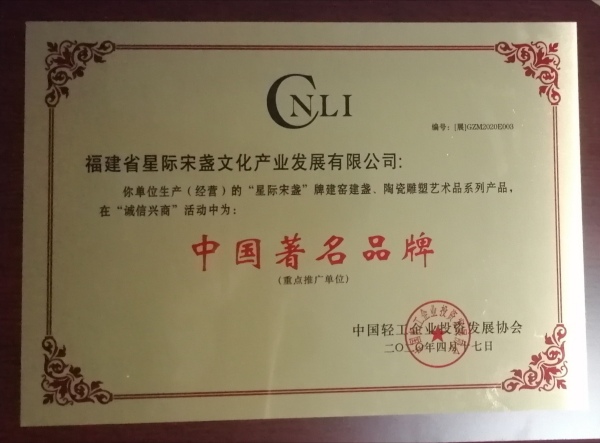 CNLI
编号：[展]GZM2020E003
福建省星际宋盏文化产业发展有限公司：
你单位生产（经营）的“星际宋盏”牌建窑建盏、陶瓷雕塑艺术品系列产品，
在“诚信兴商”活动中为：
中国著名品牌
（重点推广单位）
中国轻工企业投资发展协会
二〇二〇年四月十七日